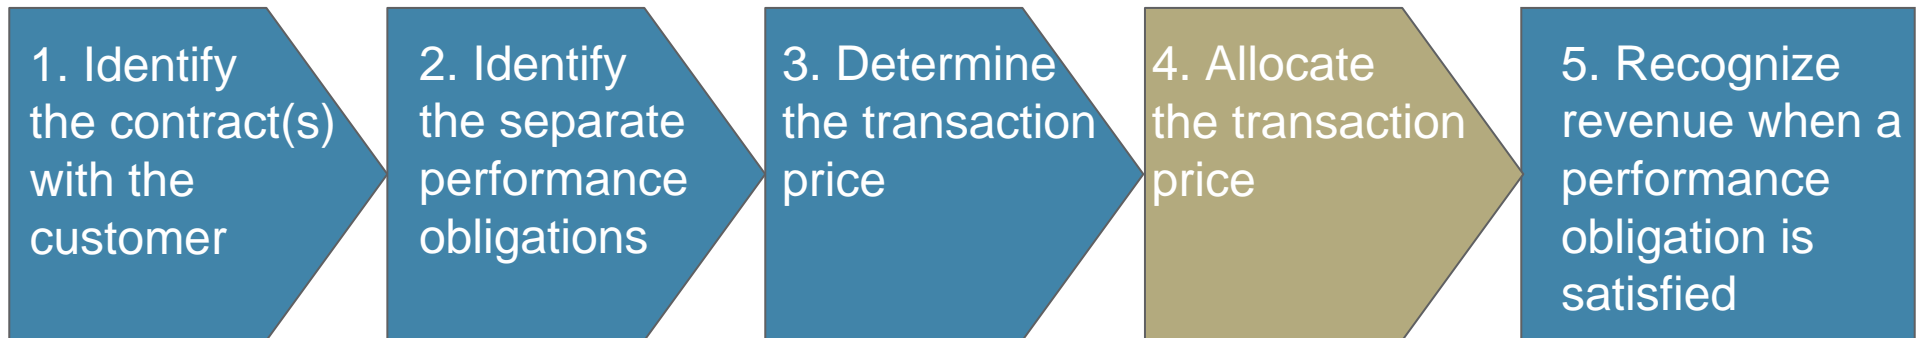 1. Identify
the contract(s)
with the
customer
2. Identify
the separate
performance
obligations
3. Determine
the transaction
price
4. Allocate
the transaction
price
5. Recognize
revenue when a
performance
obligation is
satisfied